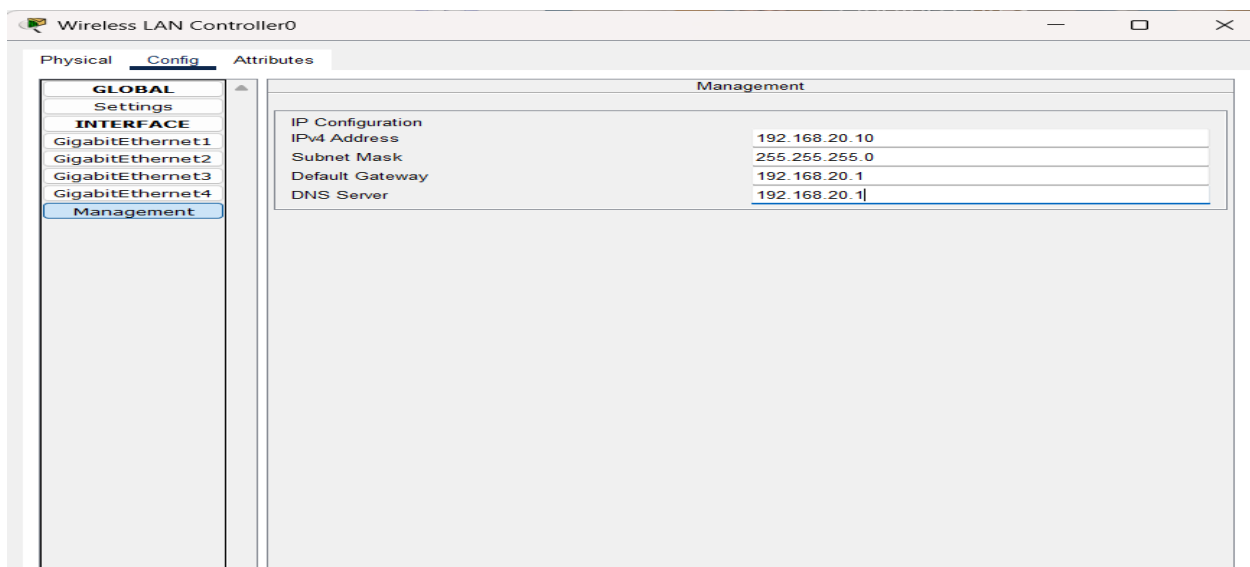 Wireless LAN Controller0
Physical Config Attributes
GLOBAL
Settings
INTERFACE
GigabitEthernet1
GigabitEthernet2
GigabitEthernet3
GigabitEthernet4
Management
Management
IP Configuration
IPv4 Address 192.168.20.10
Subnet Mask 255.255.255.0
Default Gateway 192.168.20.1
DNS Server 192.168.20.1